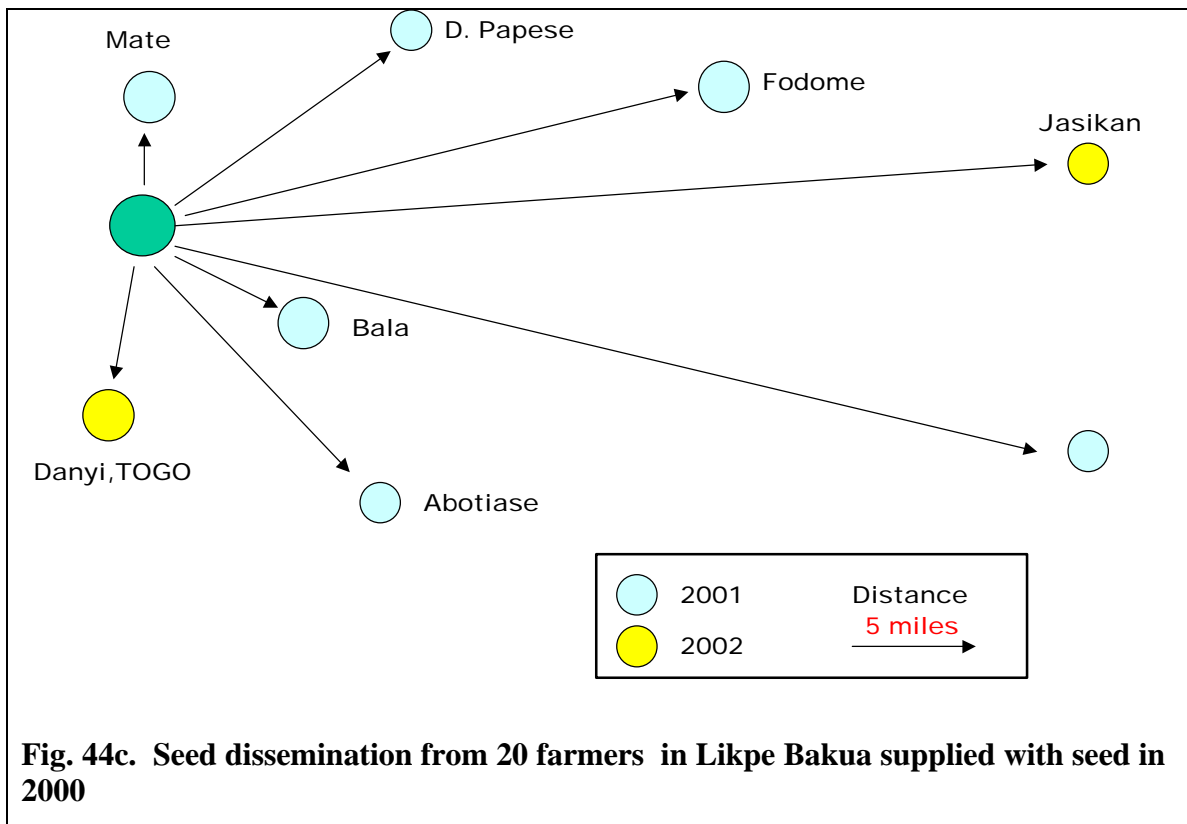 Mate
D. Papese
Fodome
Jasikan
Bala
Danyi,TOGO
Abotiase
2001
Distance
5 miles
2002
Fig. 44c. Seed dissemination from 20 farmers in Likpe Bakua supplied with seed in
2000